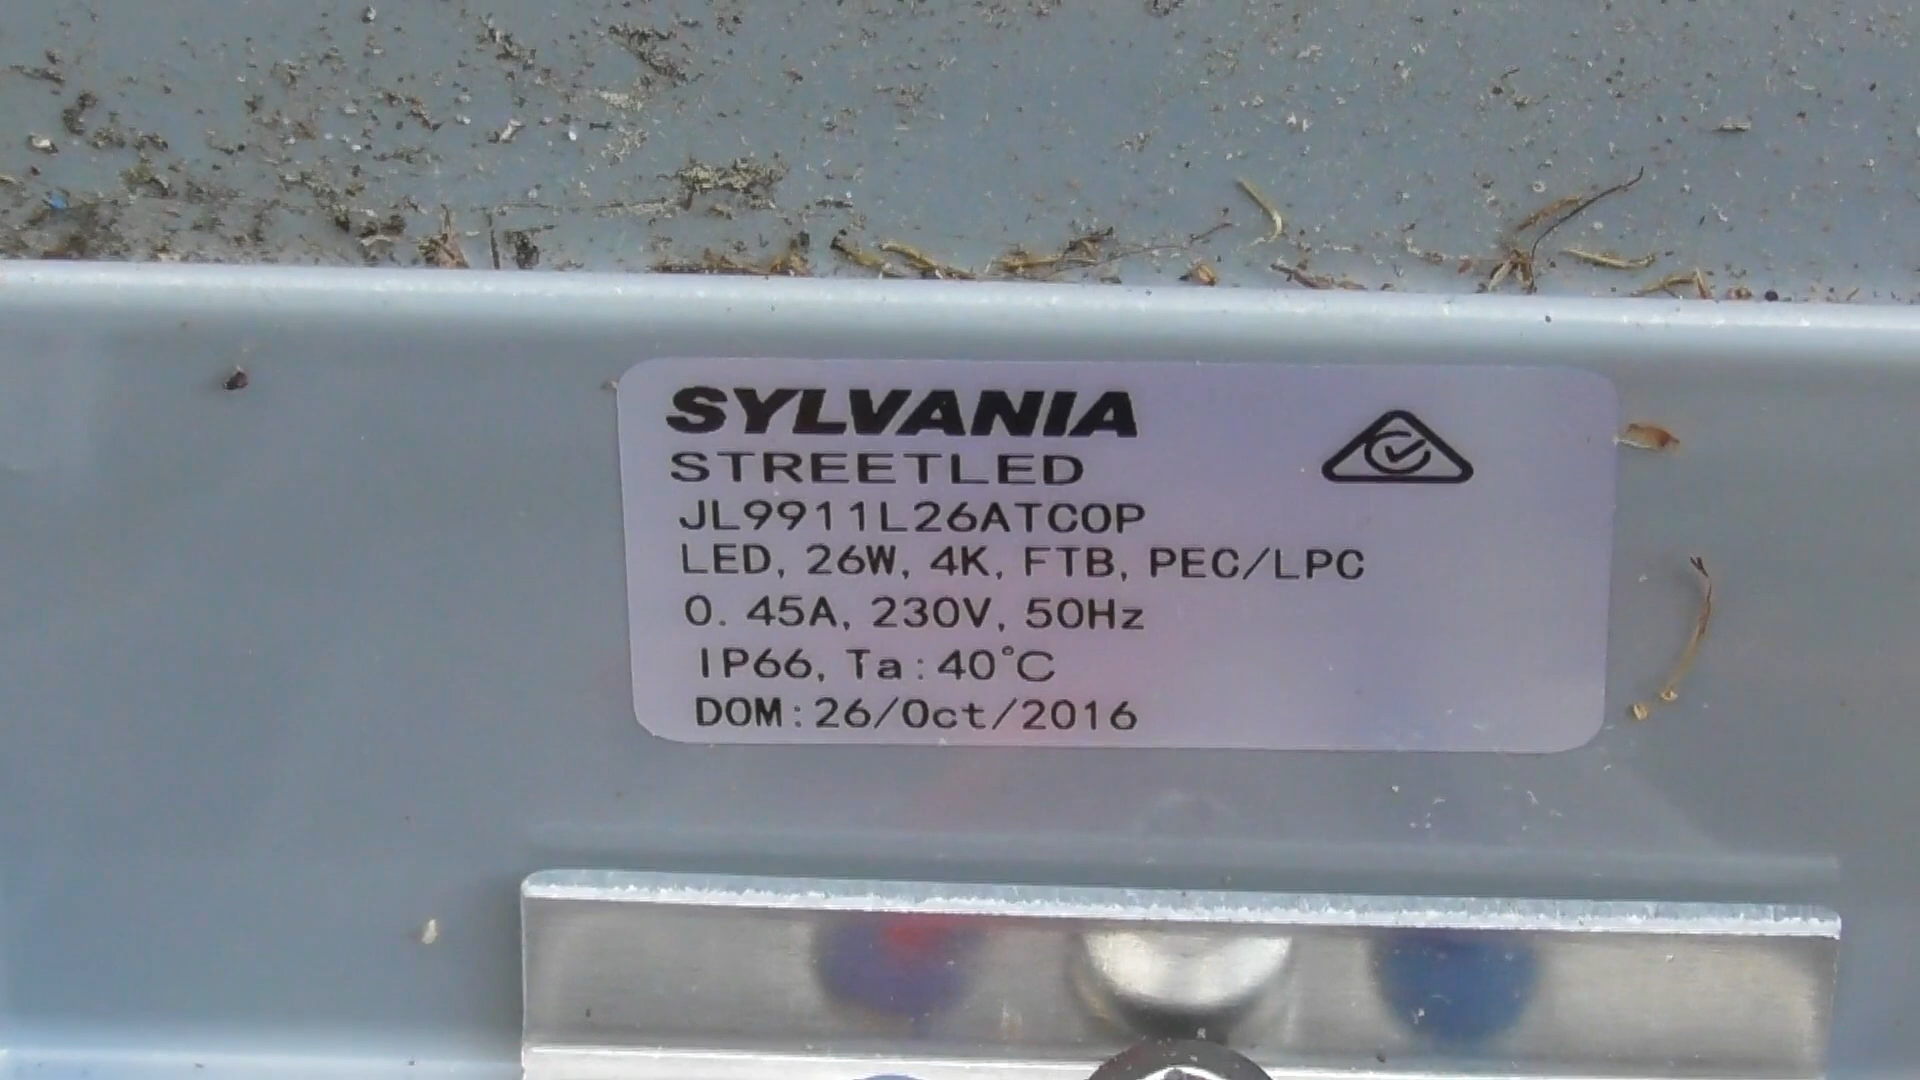 SYLVANIA
STREETLED
JL9911L26ATCOP
LED, 26W, 4K, FTB, PEC/LPC
0. 45A, 230V, 50Hz
IP66, Ta:40°C
DOM:26/Oct/2016